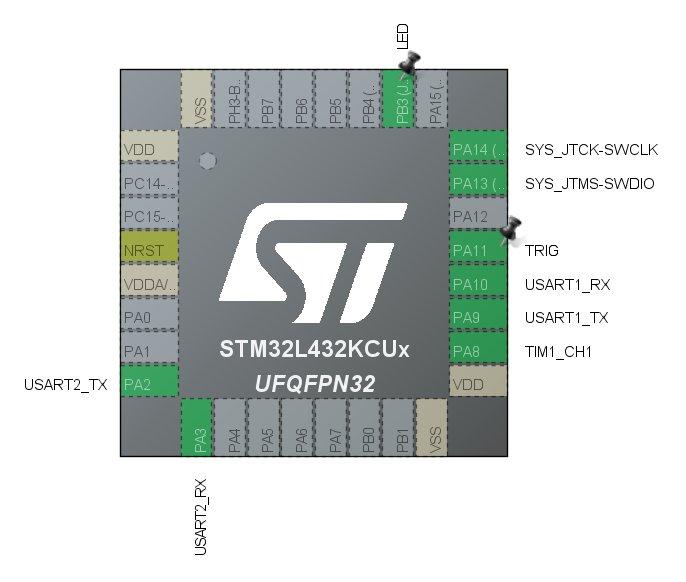 LED
VSS
PH3-B..
PB7
PB6
PB5
PB4 (..
PB3 (J..
PA15 (..
VDD
PC14-..
PC15-..
NRST
VDDA/..
PA0
PA1
USART2_TX PA2
PA14 (.. SYS_JTCK-SWCLK
PA13 (.. SYS_JTMS-SWDIO
PA12
PA11 TRIG
PA10 USART1_RX
PA9 USART1_TX
PA8 TIM1_CH1
VDD
ST
STM32L432KCUx
UFQFPN32
PA3
PA4
PA5
PA6
PA7
PB0
PB1
VSS
USART2_RX